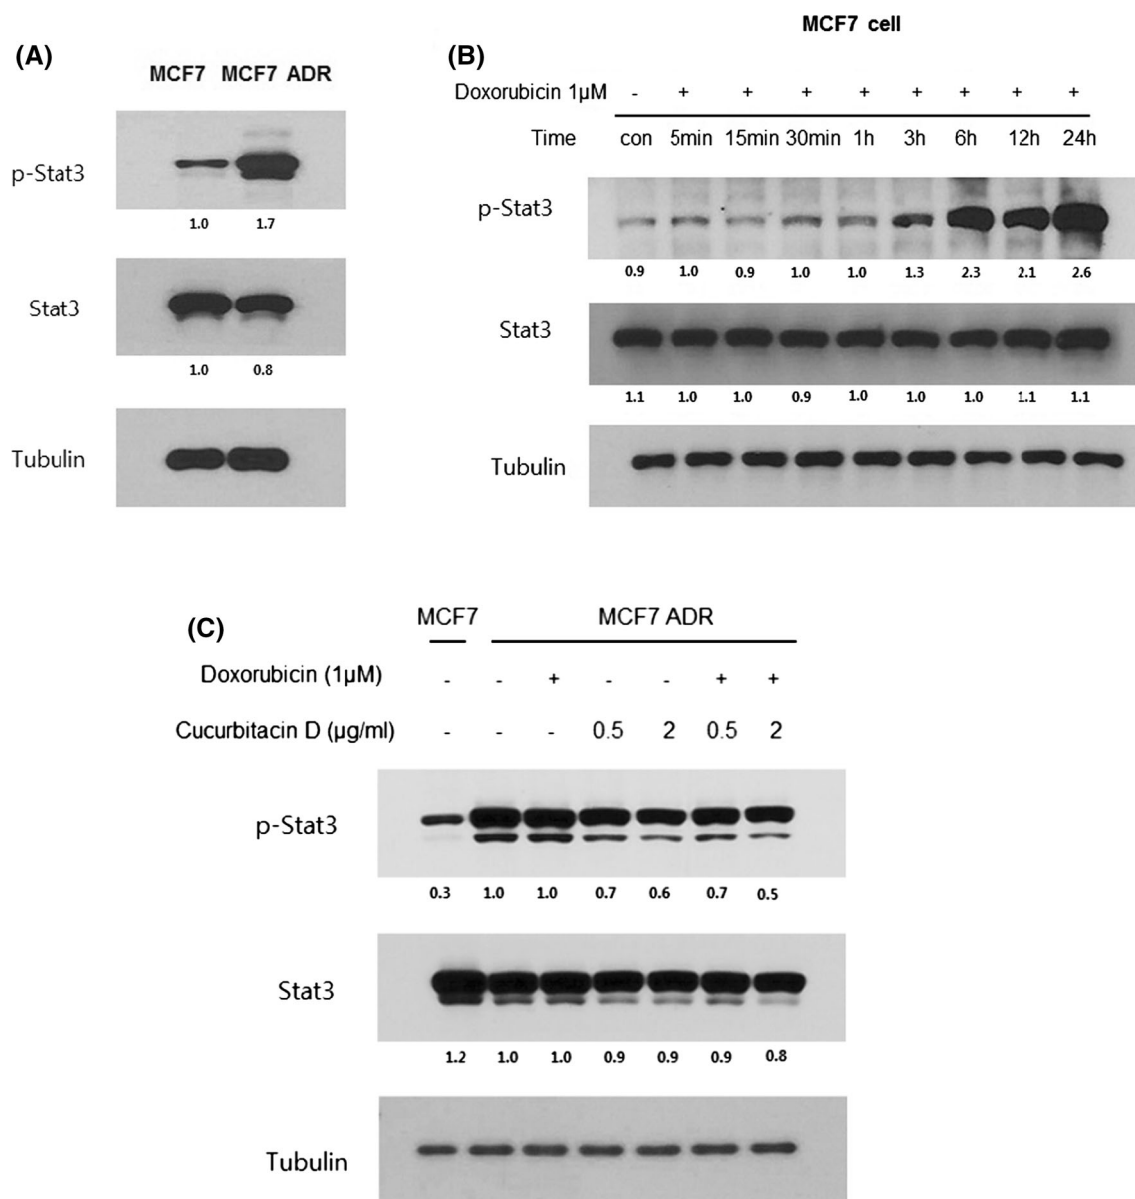 (A)
MCF7 MCF7 ADR
p-Stat3
1.0 1.7
Stat3
1.0 0.8
Tubulin
MCF7 cell
(B)
Doxorubicin 1μM - + + + + + + + +
Time con 5min 15min 30min 1h 3h 6h 12h 24h
p-Stat3
0.9 1.0 0.9 1.0 1.0 1.3 2.3 2.1 2.6
Stat3
1.1 1.0 1.0 0.9 1.0 1.0 1.0 1.1 1.1
Tubulin
(C)
MCF7 MCF7 ADR
Doxorubicin (1μM) - - + - - + +
Cucurbitacin D (μg/ml) - - - 0.5 2 0.5 2
p-Stat3
0.3 1.0 1.0 0.7 0.6 0.7 0.5
Stat3
1.2 1.0 1.0 0.9 0.9 0.9 0.8
Tubulin